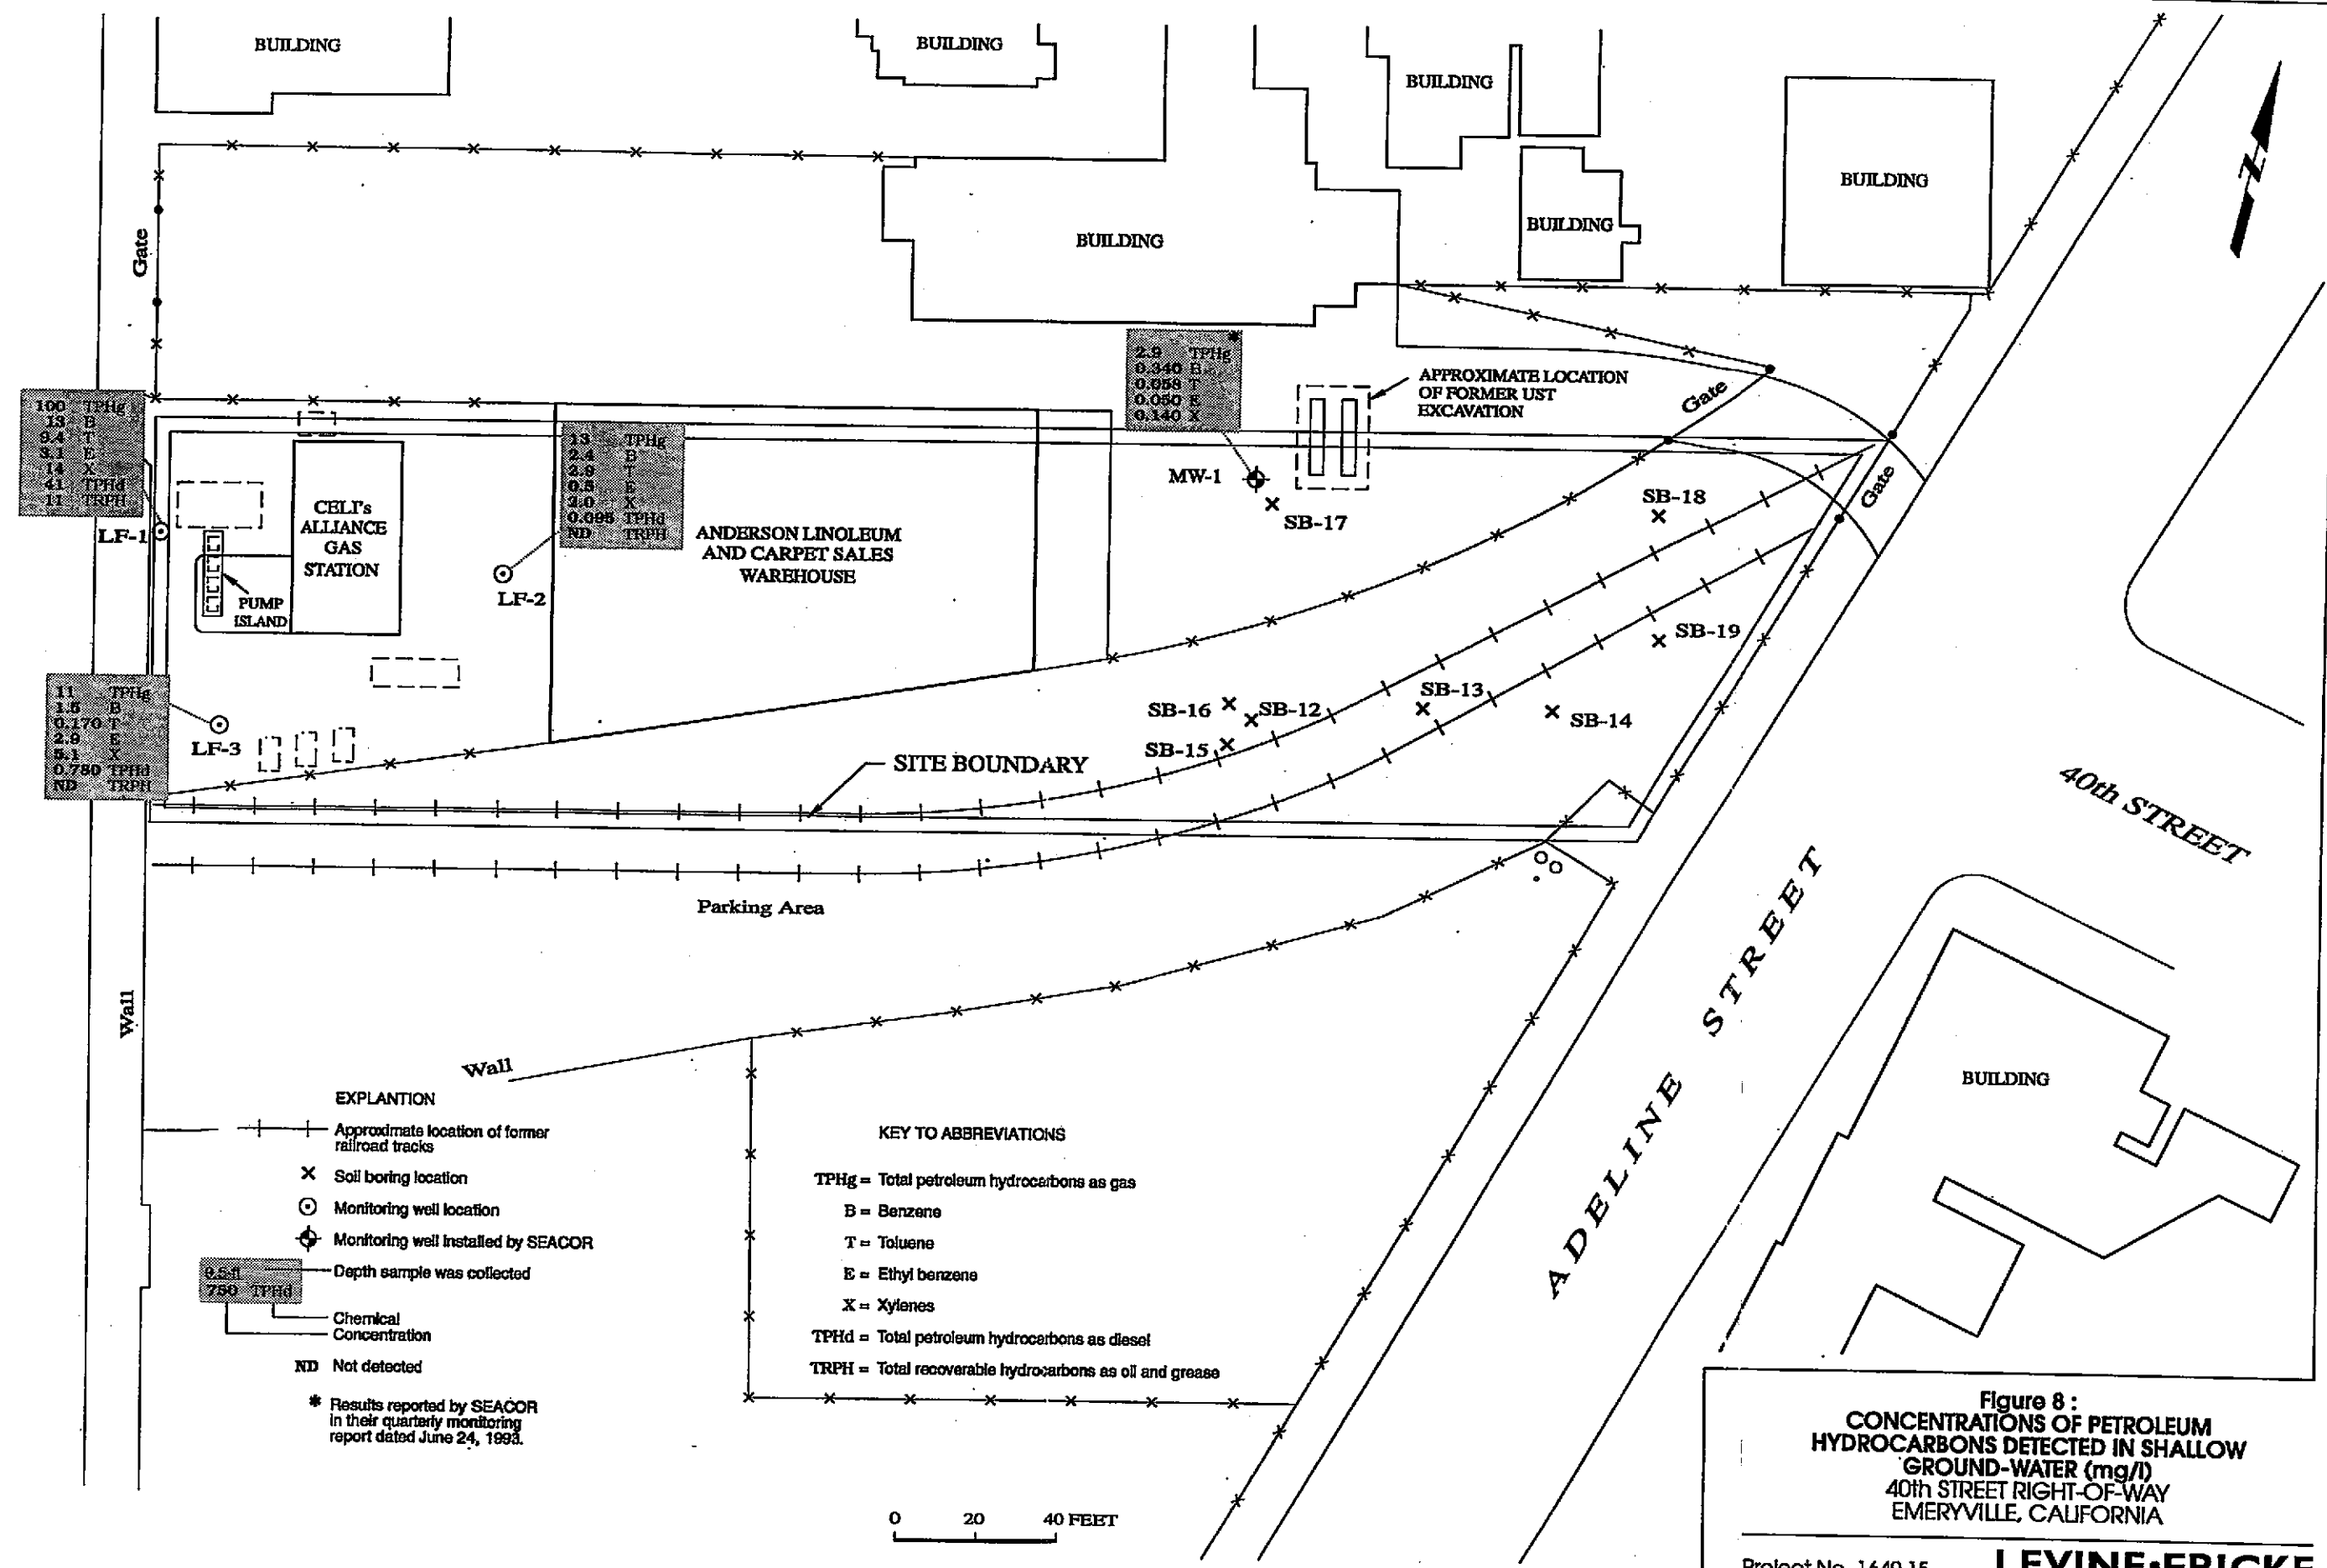 BUILDING
BUILDING
BUILDING
BUILDING
BUILDING
BUILDING
Gate
*
2.9 TPHg
0.340 B
0.058 T
0.050 E
0.140 X
APPROXIMATE LOCATION
OF FORMER UST
EXCAVATION
Gate
Gate
100 TPHg
13 B
9.4 T
3.1 E
14 X
41 TPHd
11 TRPH
LF-1
CELI's
ALLIANCE
GAS
STATION
PUMP
ISLAND
13 TPHg
2.4 B
2.9 T
0.5 E
2.0 X
0.095 TPHd
ND TRPH
LF-2
ANDERSON LINOLEUM
AND CARPET SALES
WAREHOUSE
MW-1
SB-17
SB-18
SB-19
SB-13
SB-14
SB-16
SB-12
SB-15
11 TPHg
1.5 B
0.170 T
2.9 E
5.1 X
0.780 TPHd
ND TRPH
LF-3
SITE BOUNDARY
Parking Area
Wall
Wall
40th STREET
ADELINE STREET
BUILDING
EXPLANTION
Approximate location of former
railroad tracks
Soil boring location
Monitoring well location
Monitoring well installed by SEACOR
9.5-ft
Depth sample was collected
750 TPHd
Chemical
Concentration
ND Not detected
* Results reported by SEACOR
in their quarterly monitoring
report dated June 24, 1993.
KEY TO ABBREVIATIONS
TPHg = Total petroleum hydrocarbons as gas
B = Benzene
T = Toluene
E = Ethyl benzene
X = Xylenes
TPHd = Total petroleum hydrocarbons as diesel
TRPH = Total recoverable hydrocarbons as oil and grease
0 20 40 FEET
Figure 8 :
CONCENTRATIONS OF PETROLEUM
HYDROCARBONS DETECTED IN SHALLOW
GROUND-WATER (mg/l)
40th STREET RIGHT-OF-WAY
EMERYVILLE, CALIFORNIA
Project No. 1649.15
LEVINE•FRICKE
N